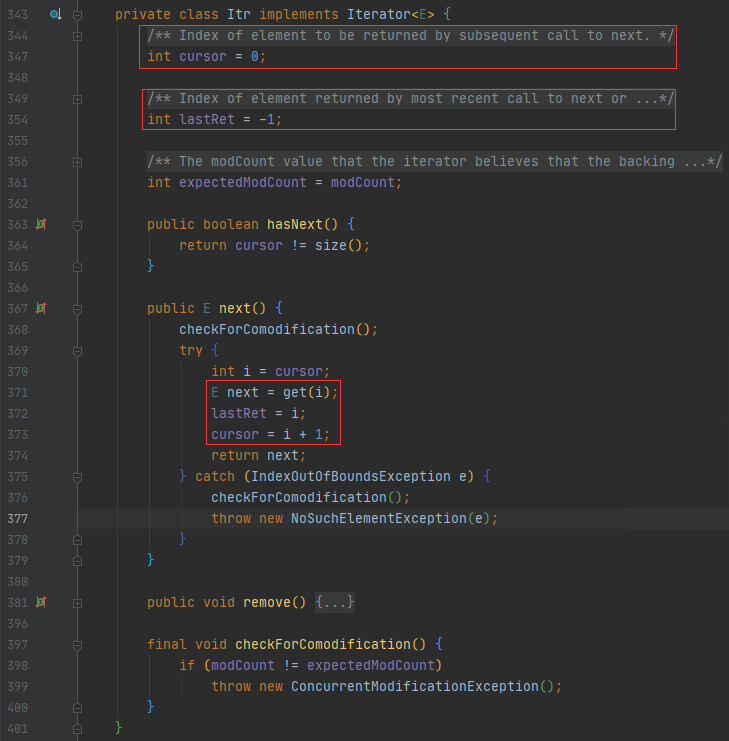 343 private class Itr implements Iterator<E> {
344 /** Index of element to be returned by subsequent call to next. */
347 int cursor = 0;
348
349 /** Index of element returned by most recent call to next or ...*/
354 int lastRet = -1;
355
356 /** The modCount value that the iterator believes that the backing ...*/
361 int expectedModCount = modCount;
362
363 public boolean hasNext() {
364 return cursor != size();
365 }
366
367 public E next() {
368 checkForComodification();
369 try {
370 int i = cursor;
371 E next = get(i);
372 lastRet = i;
373 cursor = i + 1;
374 return next;
375 } catch (IndexOutOfBoundsException e) {
376 checkForComodification();
377 throw new NoSuchElementException(e);
378 }
379 }
380
381 public void remove() {...}
396
397 final void checkForComodification() {
398 if (modCount != expectedModCount)
399 throw new ConcurrentModificationException();
400 }
401 }